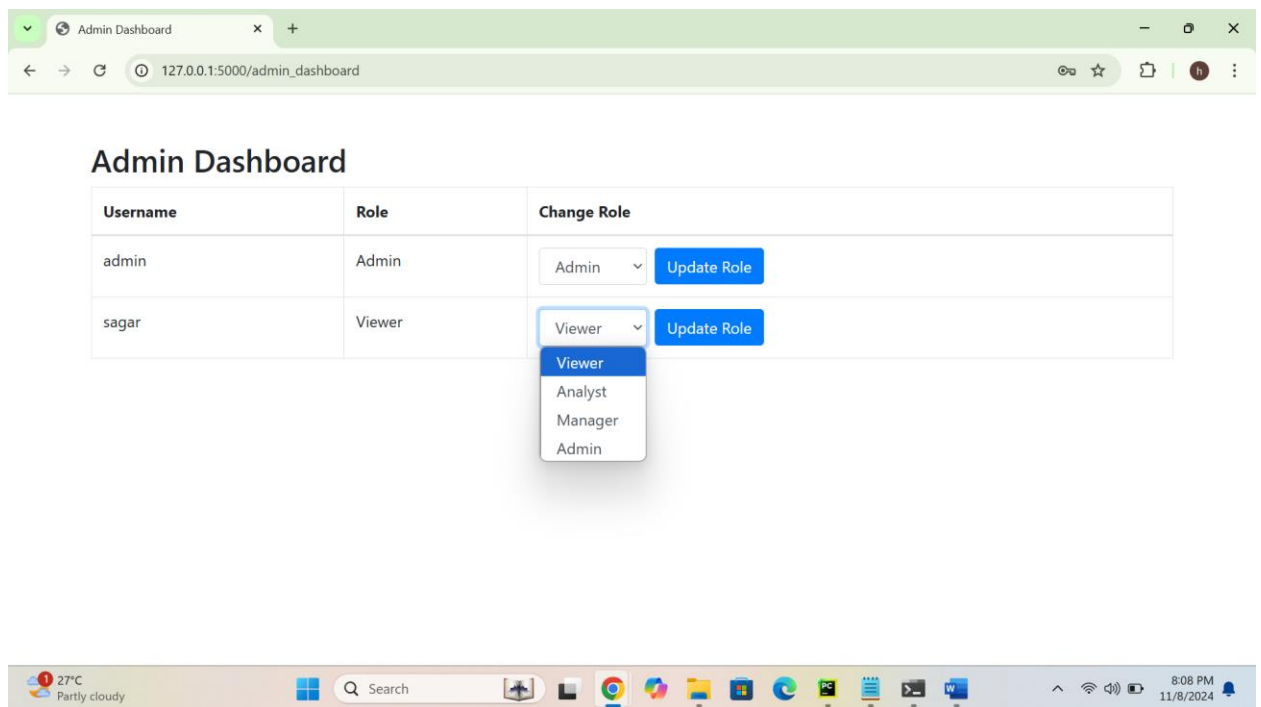 Admin Dashboard
127.0.0.1:5000/admin_dashboard
h
Admin Dashboard
Username Role Change Role
admin Admin Admin Update Role
sagar Viewer Viewer Update Role
Viewer
Analyst
Manager
Admin
1
27°C
Partly cloudy
Search
PC
W
8:08 PM
11/8/2024